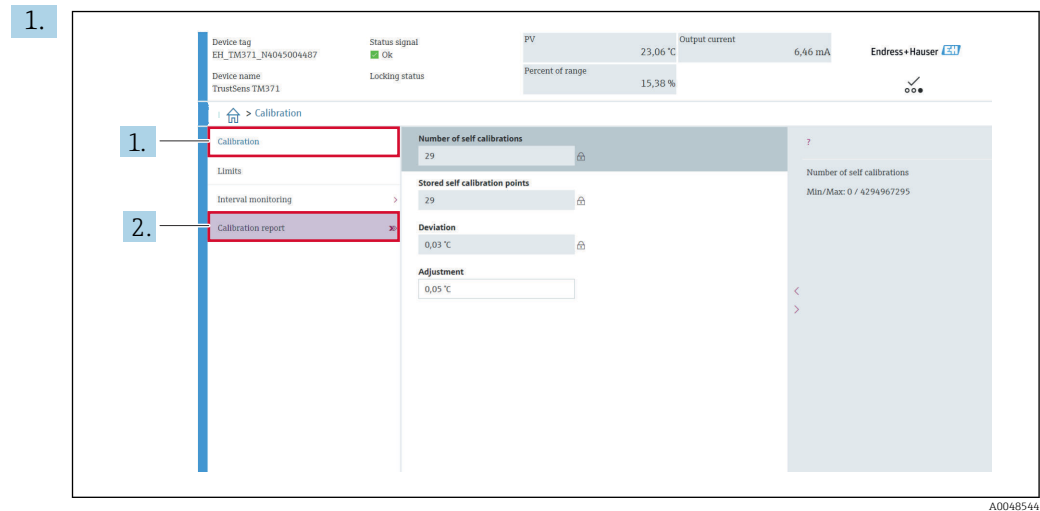 1.
Device tag
EH_TM371_N4045004487
Status signal
Ok
PV
23,06 °C
Output current
6,46 mA
Endress+Hauser EH
Device name
TrustSens TM371
Locking status
Percent of range
15,38 %
> Calibration
1.
Calibration
Limits
Interval monitoring >
2.
Calibration report
Number of self calibrations
29
Stored self calibration points
29
Deviation
0,03 °C
Adjustment
0,05 °C
?
Number of self calibrations
Min/Max: 0 / 4294967295
<
>
A0048544